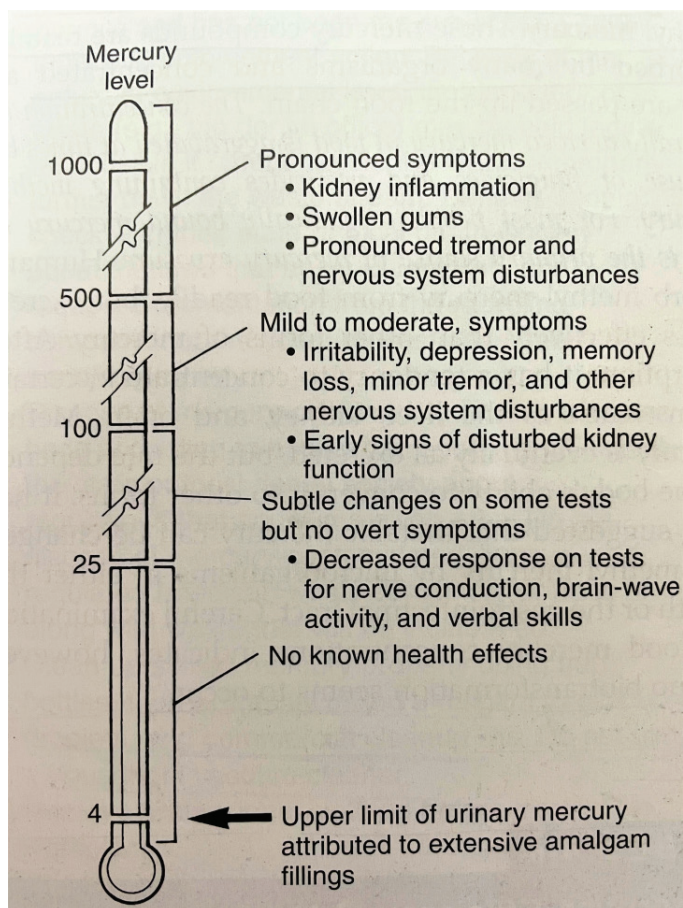 Mercury
level
1000
Pronounced symptoms
• Kidney inflammation
• Swollen gums
• Pronounced tremor and
nervous system disturbances
500
Mild to moderate, symptoms
• Irritability, depression, memory
loss, minor tremor, and other
nervous system disturbances
• Early signs of disturbed kidney
function
100
Subtle changes on some tests
but no overt symptoms
• Decreased response on tests
for nerve conduction, brain-wave
activity, and verbal skills
25
No known health effects
4
Upper limit of urinary mercury
attributed to extensive amalgam
fillings